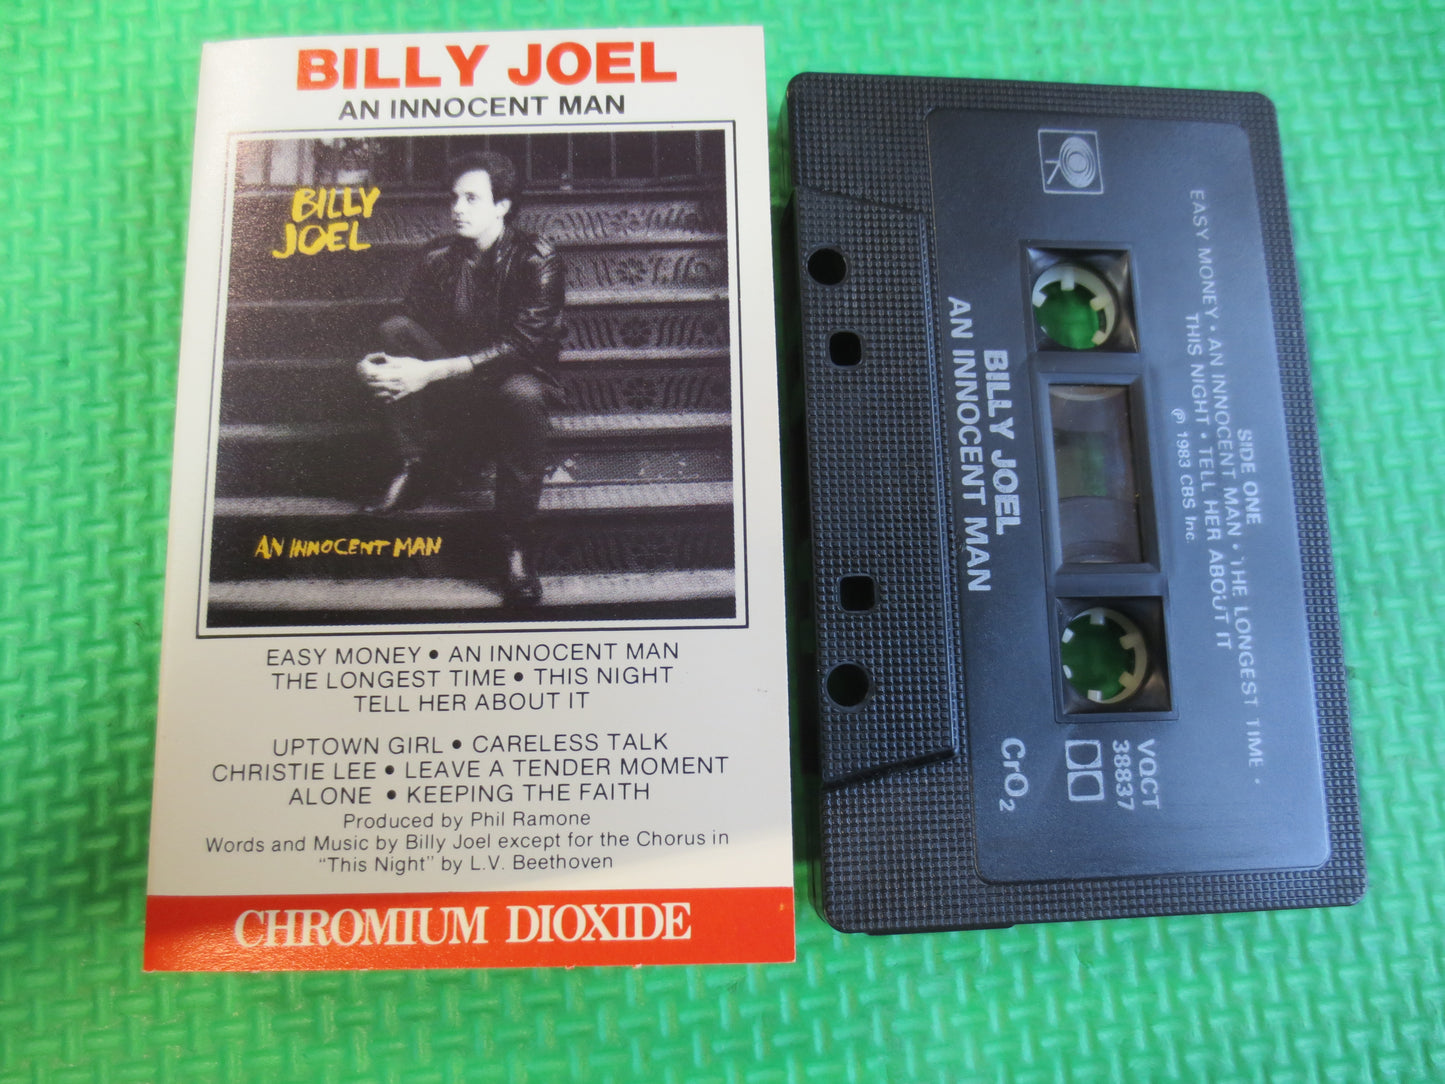 BILLY JOEL
AN INNOCENT MAN
BILLY
JOEL
AN INNOCENT MAN
EASY MONEY • AN INNOCENT MAN
THE LONGEST TIME • THIS NIGHT
TELL HER ABOUT IT
UPTOWN GIRL • CARELESS TALK
CHRISTIE LEE • LEAVE A TENDER MOMENT
ALONE • KEEPING THE FAITH
Produced by Phil Ramone
Words and Music by Billy Joel except for the Chorus in
"This Night" by L.V. Beethoven
CHROMIUM DIOXIDE
SIDE ONE
EASY MONEY • AN INNOCENT MAN • THE LONGEST TIME •
THIS NIGHT • TELL HER ABOUT IT
℗ 1983 CBS Inc.
BILLY JOEL
AN INNOCENT MAN
VQCT
38837
CrO₂